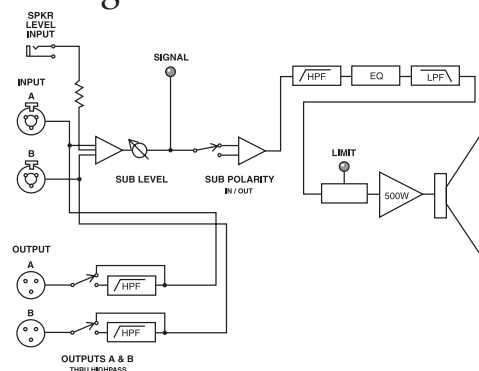 SPKR
LEVEL
INPUT
SIGNAL
INPUT
A
B
HPF
EQ
LPF
LIMIT
SUB LEVEL
SUB POLARITY
IN / OUT
500W
OUTPUT
A
HPF
B
HPF
OUTPUTS A & B
THRU HIGHPASS